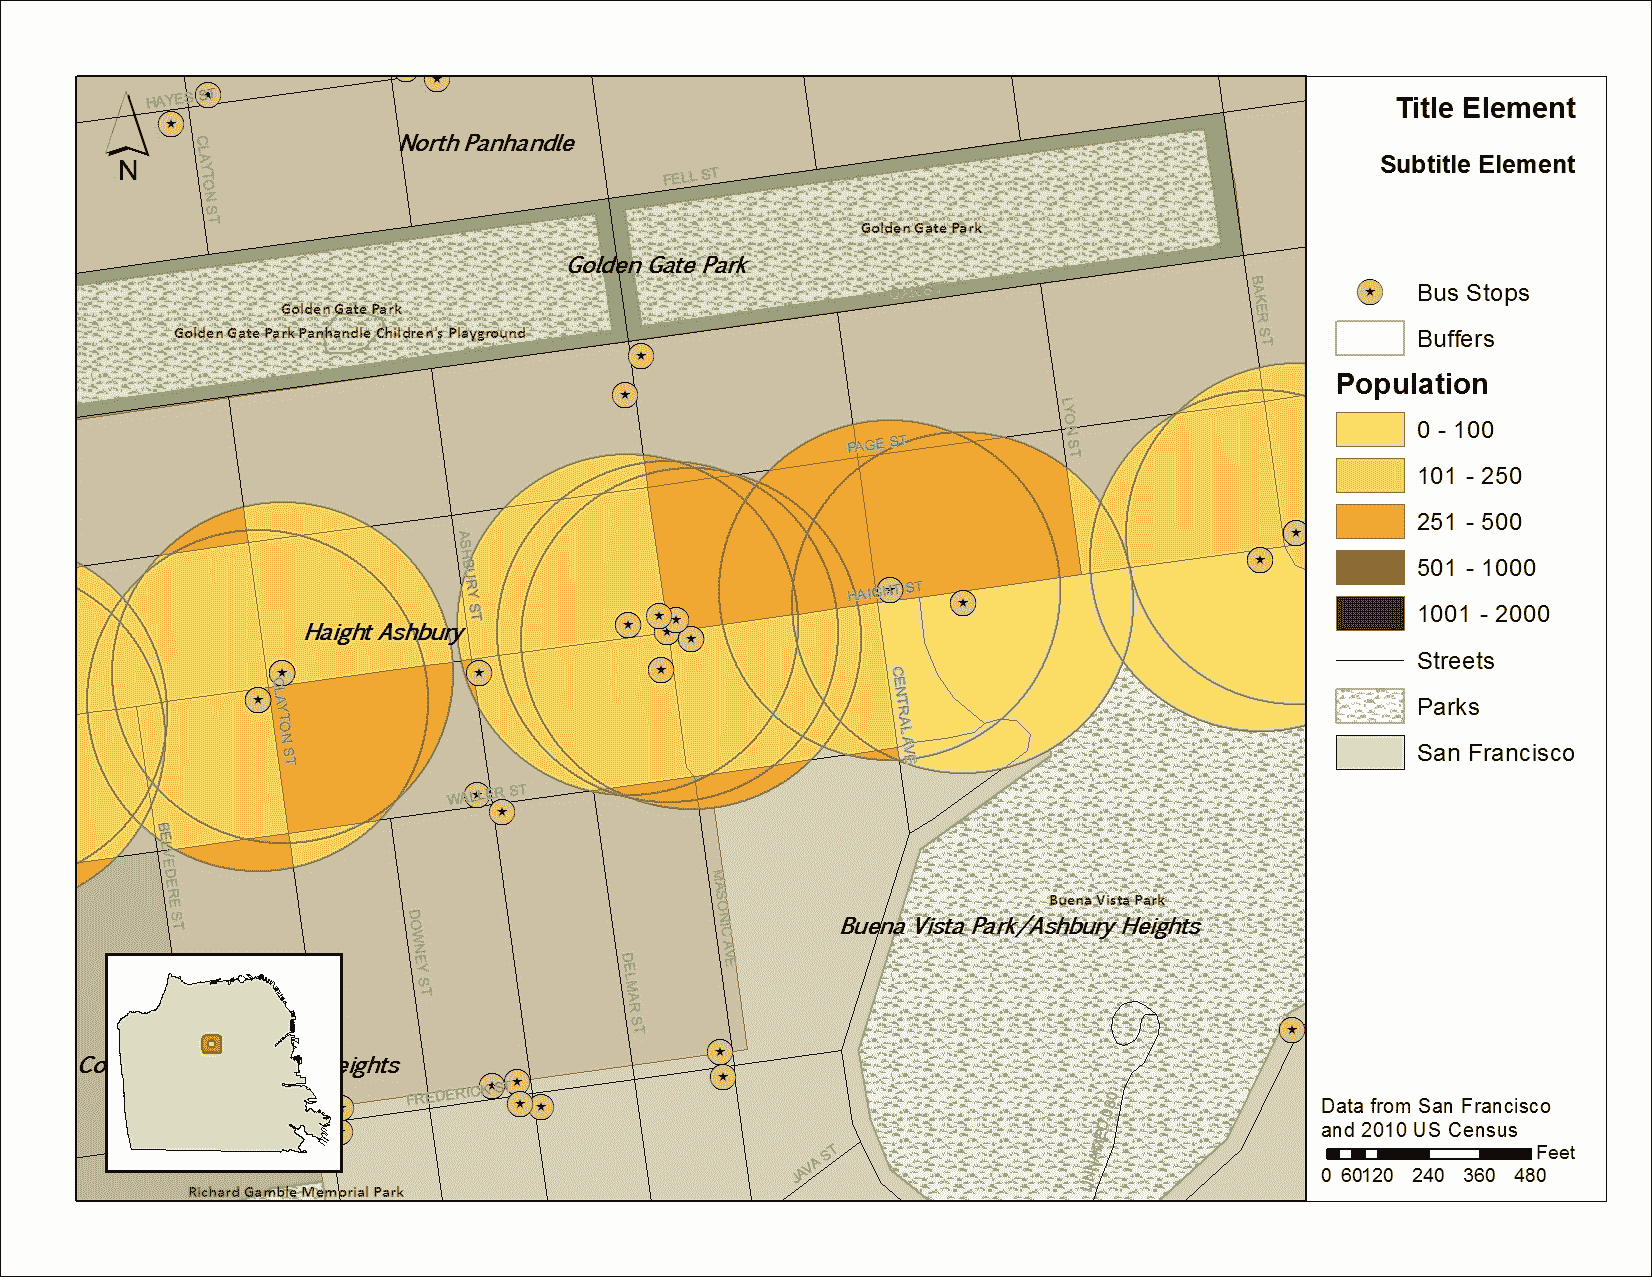 HAYES ST
CLAYTON ST
N
North Panhandle
FELL ST
Golden Gate Park
Golden Gate Park
Golden Gate Park
Golden Gate Park Panhandle Children's Playground
BAKER ST
LYON ST
PAGE ST
ASHBURY ST
HAIGHT ST
Haight Ashbury
CLAYTON ST
CENTRAL AVE
WALLER ST
BELVEDERE ST
DOWNEY ST
DELMAR ST
MASONIC AVE
Buena Vista Park
Buena Vista Park/Ashbury Heights
Co
eights
FREDERICK ST
JAVA ST
Richard Gamble Memorial Park
Title Element
Subtitle Element
Bus Stops
Buffers
Population
0 - 100
101 - 250
251 - 500
501 - 1000
1001 - 2000
Streets
Parks
San Francisco
Data from San Francisco
and 2010 US Census
Feet
0 60120 240 360 480